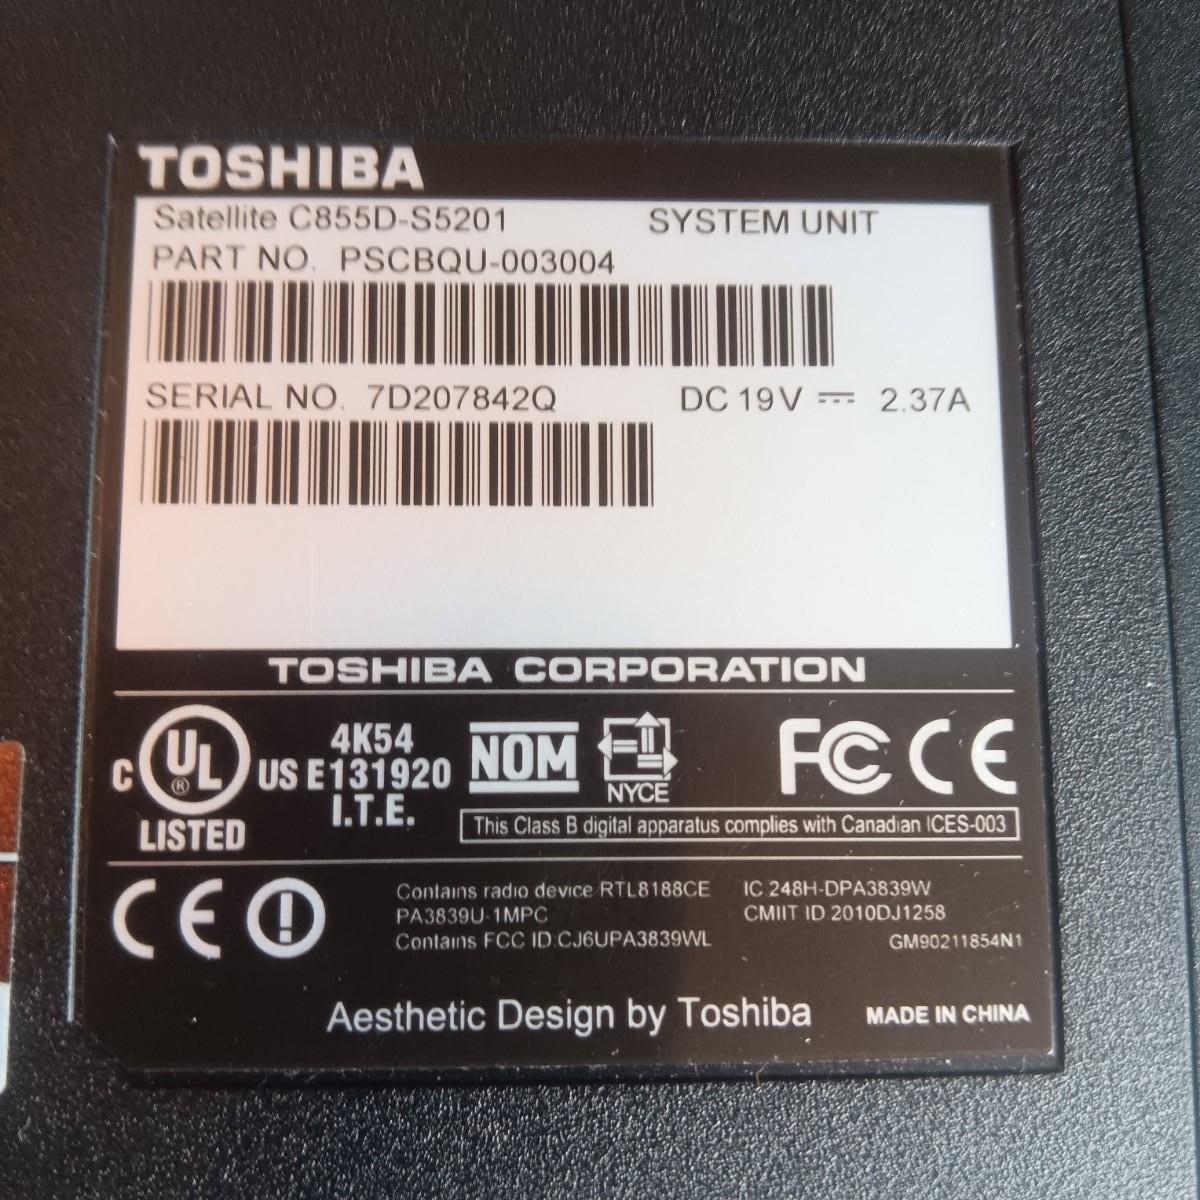 TOSHIBA
Satellite C855D-S5201 SYSTEM UNIT
PART NO. PSCBQU-003004
SERIAL NO. 7D207842Q DC 19V 2.37A
TOSHIBA CORPORATION
C UL ® US LISTED
4K54
E131920
I.T.E.
NOM
NYCE
FC CE
This Class B digital apparatus complies with Canadian ICES-003
CE !
Contains radio device RTL8188CE IC 248H-DPA3839W
PA3839U-1MPC CMIIT ID 2010DJ1258
Contains FCC ID:CJ6UPA3839WL GM90211854N1
Aesthetic Design by Toshiba MADE IN CHINA